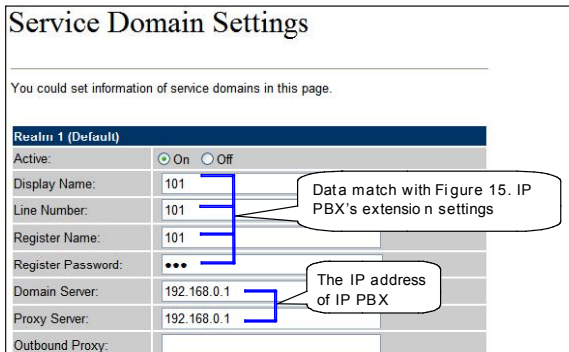 Service Domain Settings
You could set information of service domains in this page.
Realm 1 (Default)
Active: On Off
Display Name: 101
Line Number: 101
Register Name: 101
Register Password: •••
Domain Server: 192.168.0.1
Proxy Server: 192.168.0.1
Outbound Proxy:
Data match with Figure 15. IP
PBX's extension settings
The IP address
of IP PBX